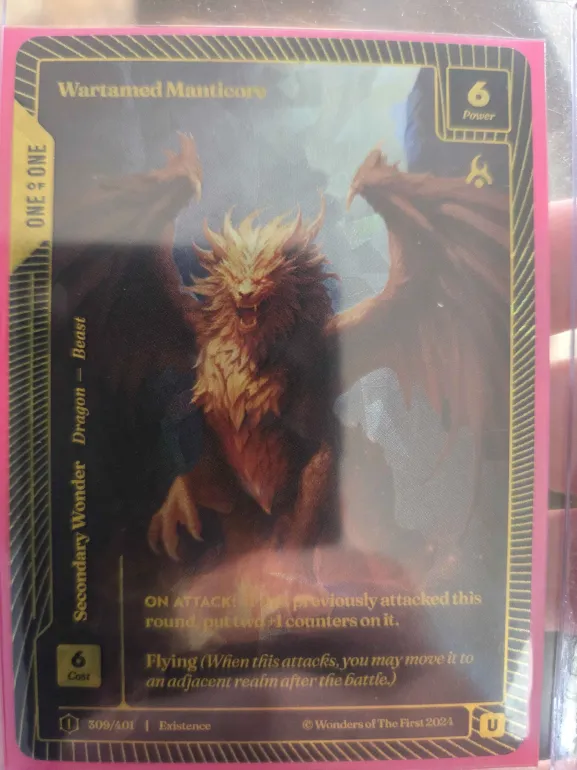 Wartamed Manticore
6
Power
ONE OF ONE
Secondary Wonder Dragon — Beast
ON ATTACK: previously attacked this
round, put two +1 counters on it.
6
Cost
Flying (When this attacks, you may move it to
an adjacent realm after the battle.)
309/401 | Existence
© Wonders of The First 2024
U